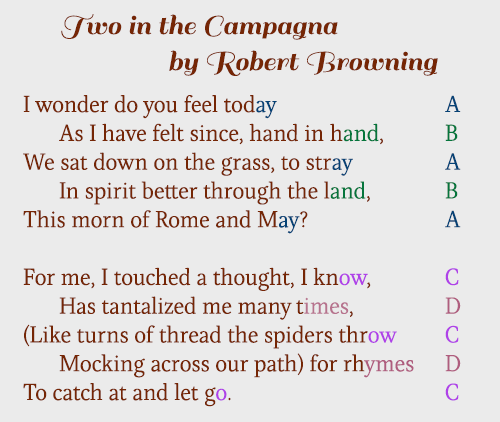 Two in the Campagna
by Robert Browning
I wonder do you feel today A
As I have felt since, hand in hand, B
We sat down on the grass, to stray A
In spirit better through the land, B
This morn of Rome and May? A
For me, I touched a thought, I know, C
Has tantalized me many times, D
(Like turns of thread the spiders throw C
Mocking across our path) for rhymes D
To catch at and let go. C